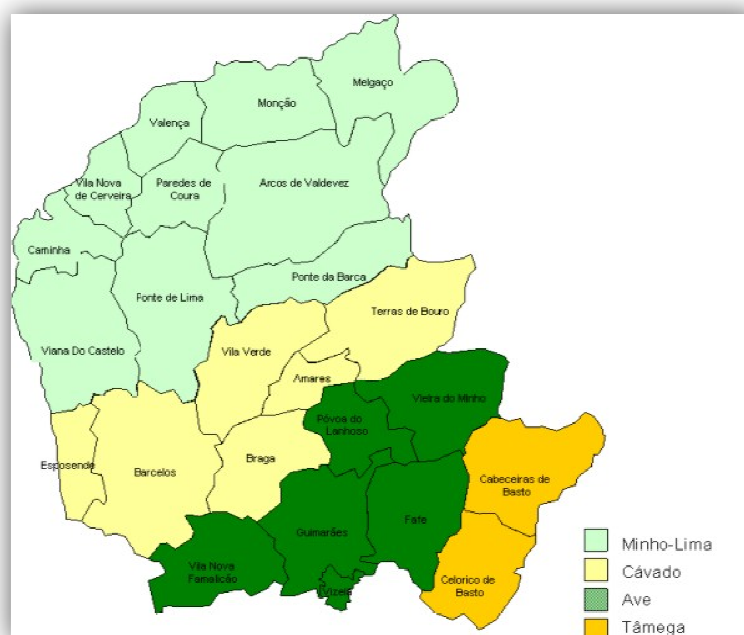 Melgaço
Monção
Valença
Vila Nova
de Cerveira
Paredes de
Coura
Arcos de Valdevez
Caminha
Ponte da Barca
Ponte de Lima
Terras de Bouro
Viana Do Castelo
Vila Verde
Amares
Vieira do Minho
Póvoa do
Lanhoso
Esposende
Barcelos
Braga
Cabeceiras de
Basto
Guimarães
Fafe
Vila Nova
Famalicão
Vizela
Celorico de
Basto
Minho-Lima
Cávado
Ave
Tâmega